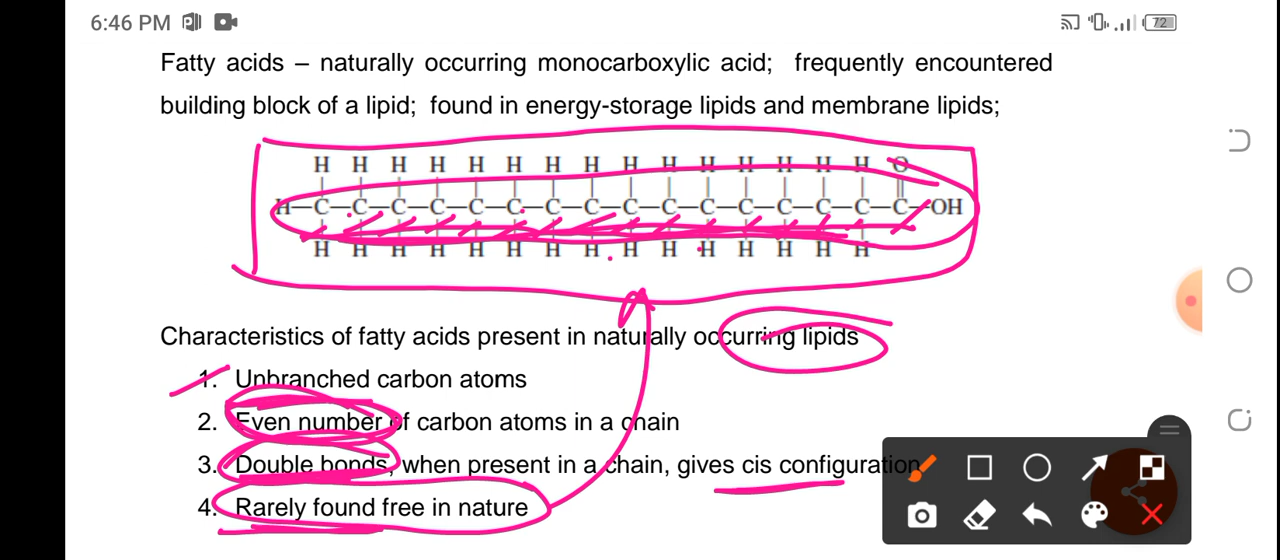 6:46 PM 72
Fatty acids – naturally occurring monocarboxylic acid; frequently encountered
building block of a lipid; found in energy-storage lipids and membrane lipids;
H H H H H H H H H H H H H H H O
H—C—C—C—C—C—C—C—C—C—C—C—C—C—C—C—C—OH
H H H H H H H H H H H H H H H
Characteristics of fatty acids present in naturally occurring lipids
1. Unbranched carbon atoms
2. Even number of carbon atoms in a chain
3. Double bonds, when present in a chain, gives cis configuration
4. Rarely found free in nature